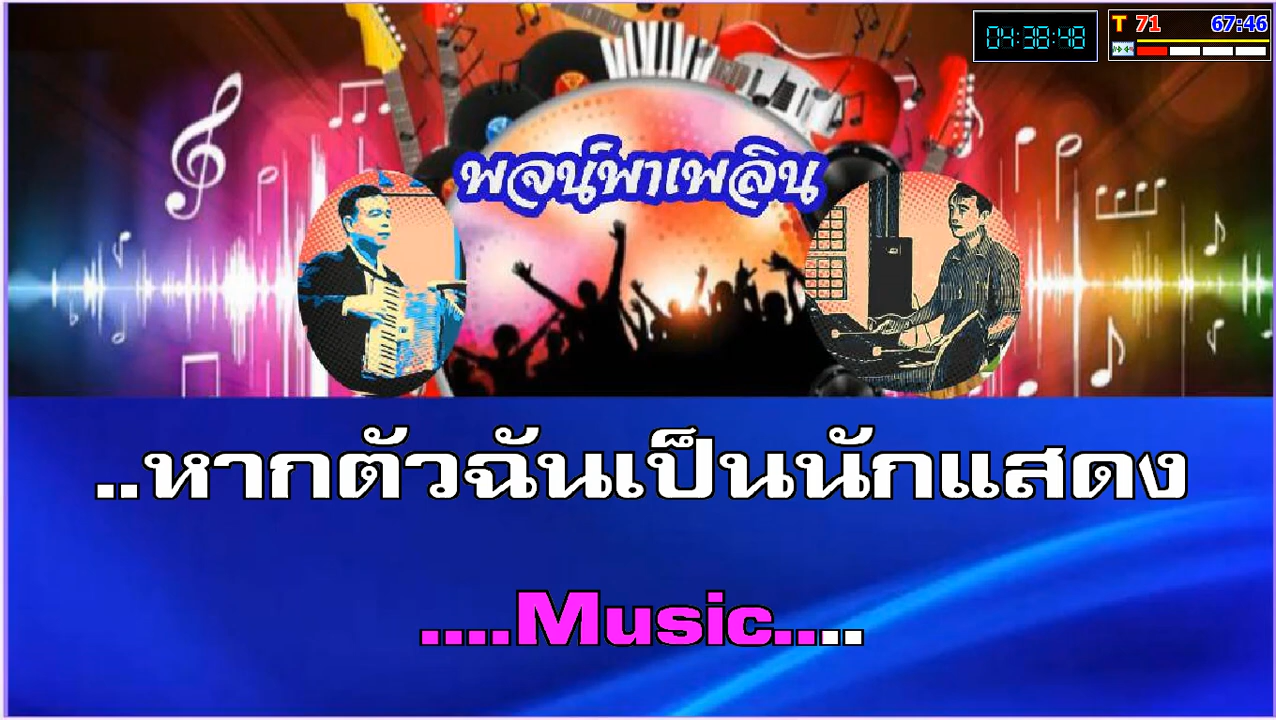 04:38:48
T 71 67:46
พจน์พาเพลิน
..หากตัวฉันเป็นนักแสดง
....Music....